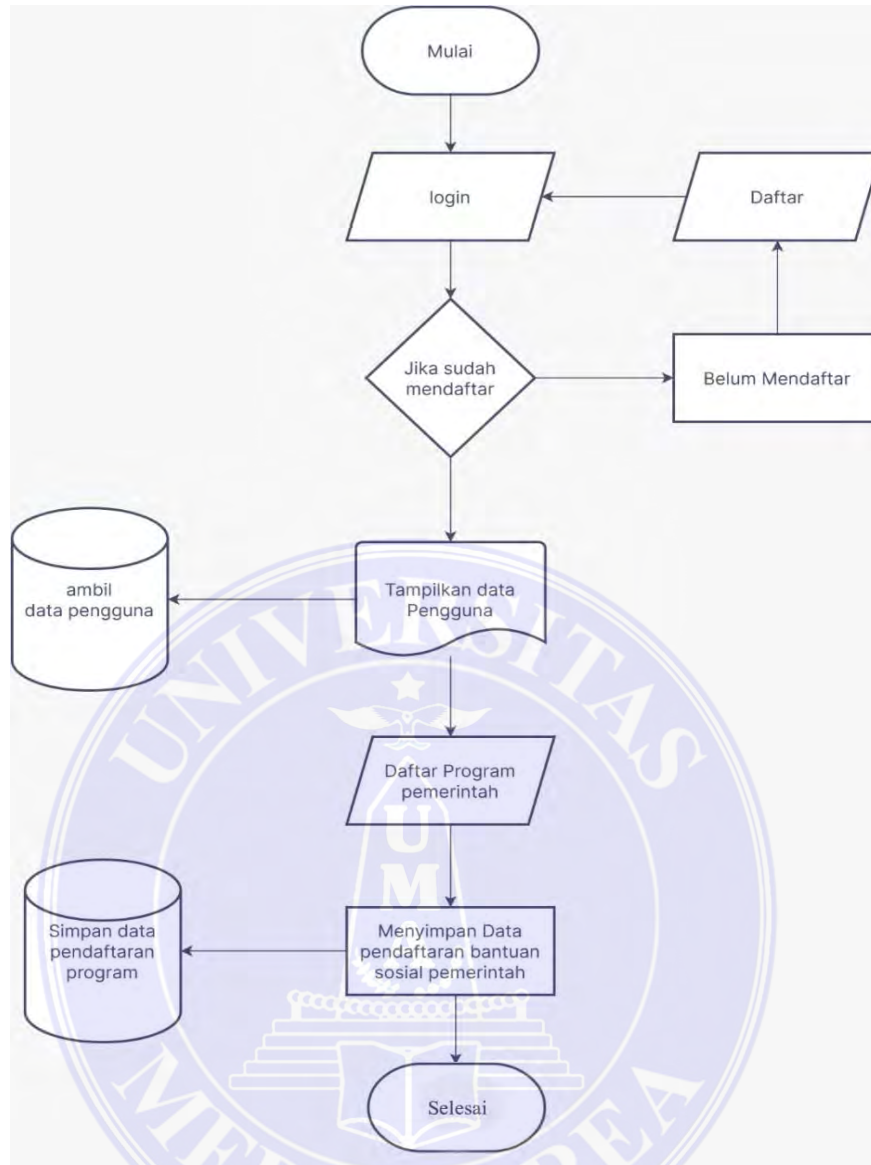 Mulai
login
Daftar
Jika sudah
mendaftar
Belum Mendaftar
ambil
data pengguna
Tampilkan data
Pengguna
UNIVERSITAS
Daftar Program
pemerintah
U
M
A
Simpan data
pendaftaran
program
Menyimpan Data
pendaftaran bantuan
sosial pemerintah
Selesai